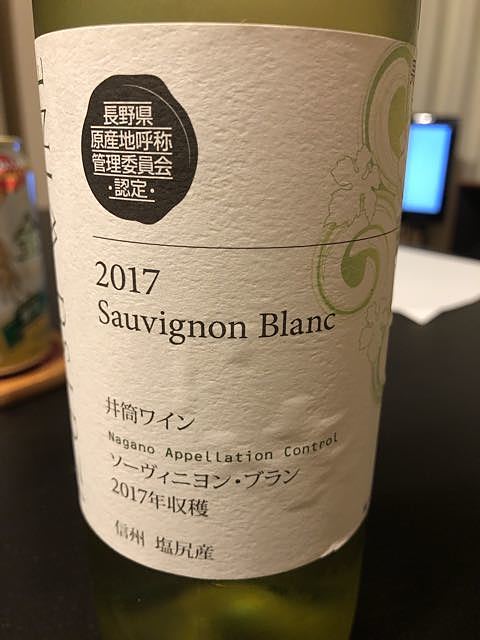 長野県
原産地呼称
管理委員会
・認定・
2017
Sauvignon Blanc
井筒ワイン
Nagano Appellation Control
ソーヴィニヨン・ブラン
2017年収穫
信州 塩尻産